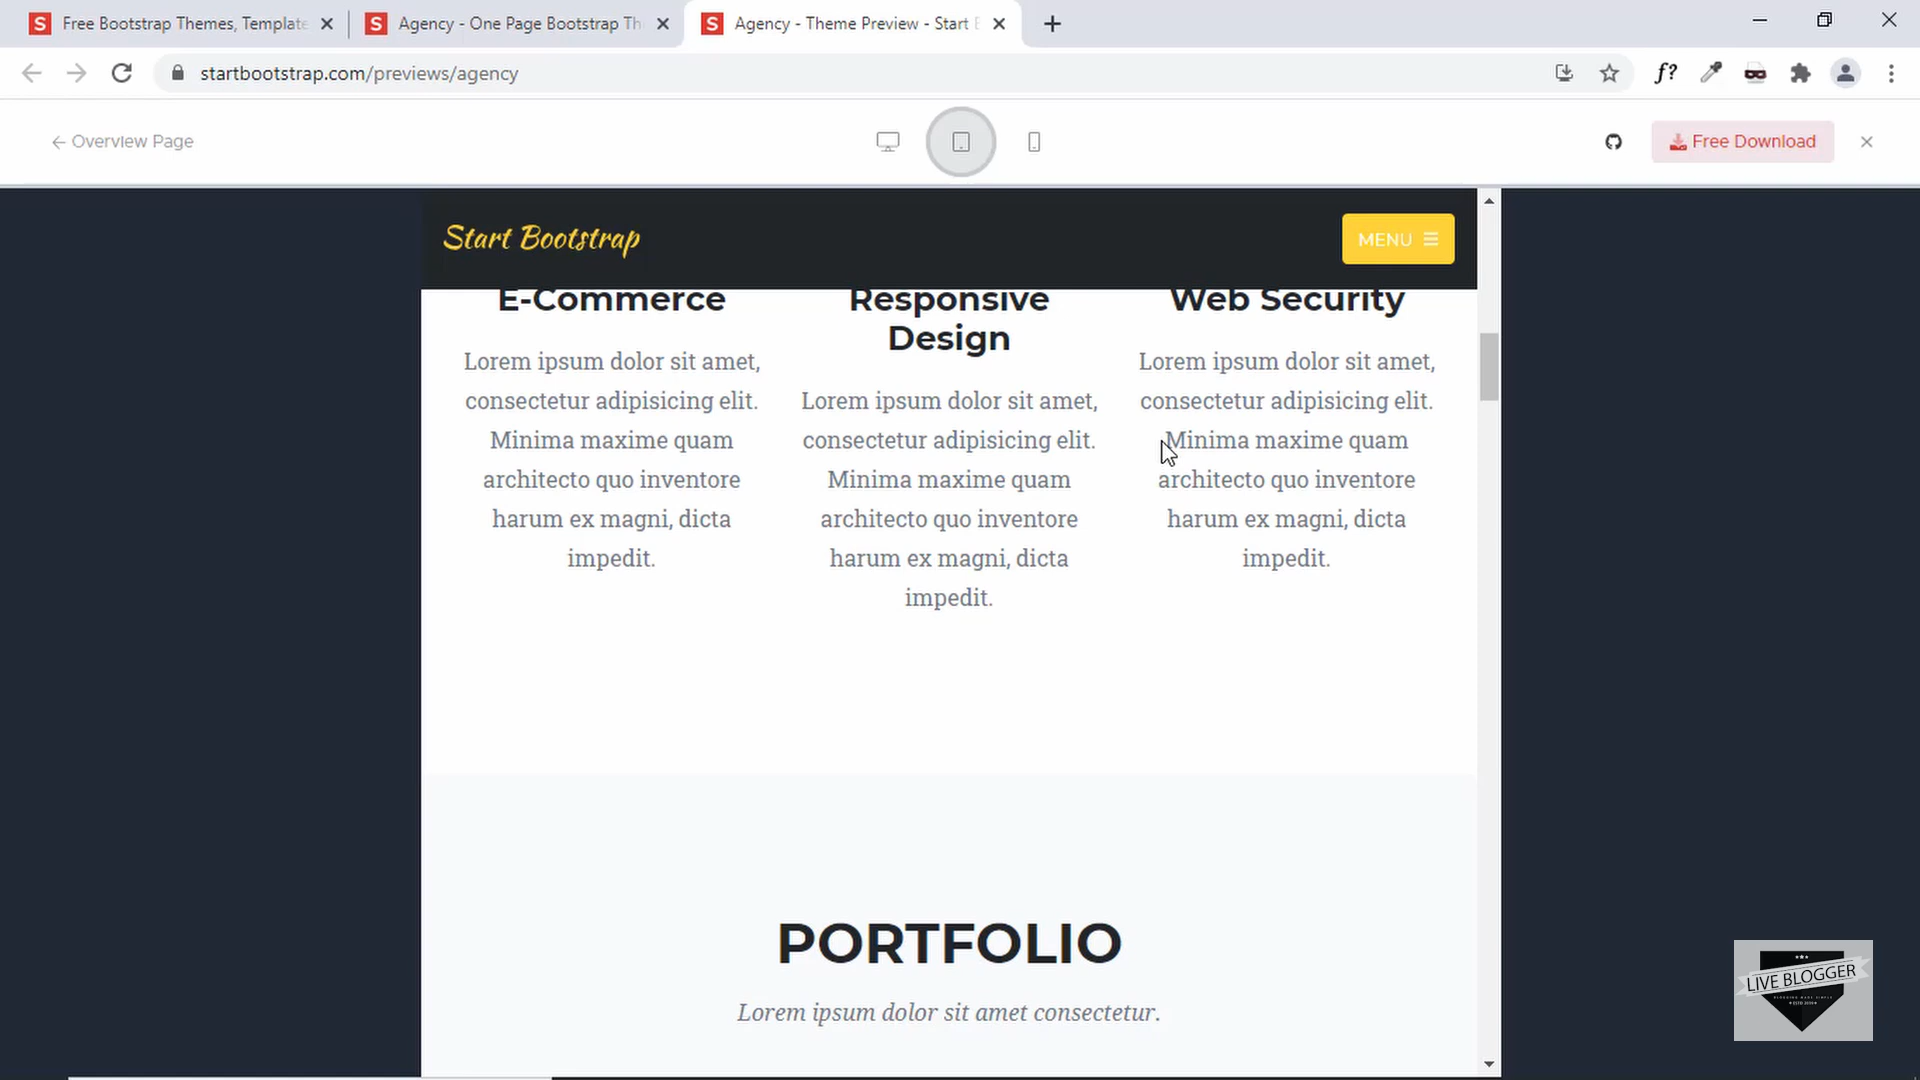 Free Bootstrap Themes, Template
Agency - One Page Bootstrap Th
Agency - Theme Preview - Start B
startbootstrap.com/previews/agency
f?
← Overview Page
Free Download
Start Bootstrap
MENU
E-Commerce
Lorem ipsum dolor sit amet,
consectetur adipisicing elit.
Minima maxime quam
architecto quo inventore
harum ex magni, dicta
impedit.
Responsive
Design
Lorem ipsum dolor sit amet,
consectetur adipisicing elit.
Minima maxime quam
architecto quo inventore
harum ex magni, dicta
impedit.
Web Security
Lorem ipsum dolor sit amet,
consectetur adipisicing elit.
Minima maxime quam
architecto quo inventore
harum ex magni, dicta
impedit.
PORTFOLIO
Lorem ipsum dolor sit amet consectetur.
LIVE BLOGGER